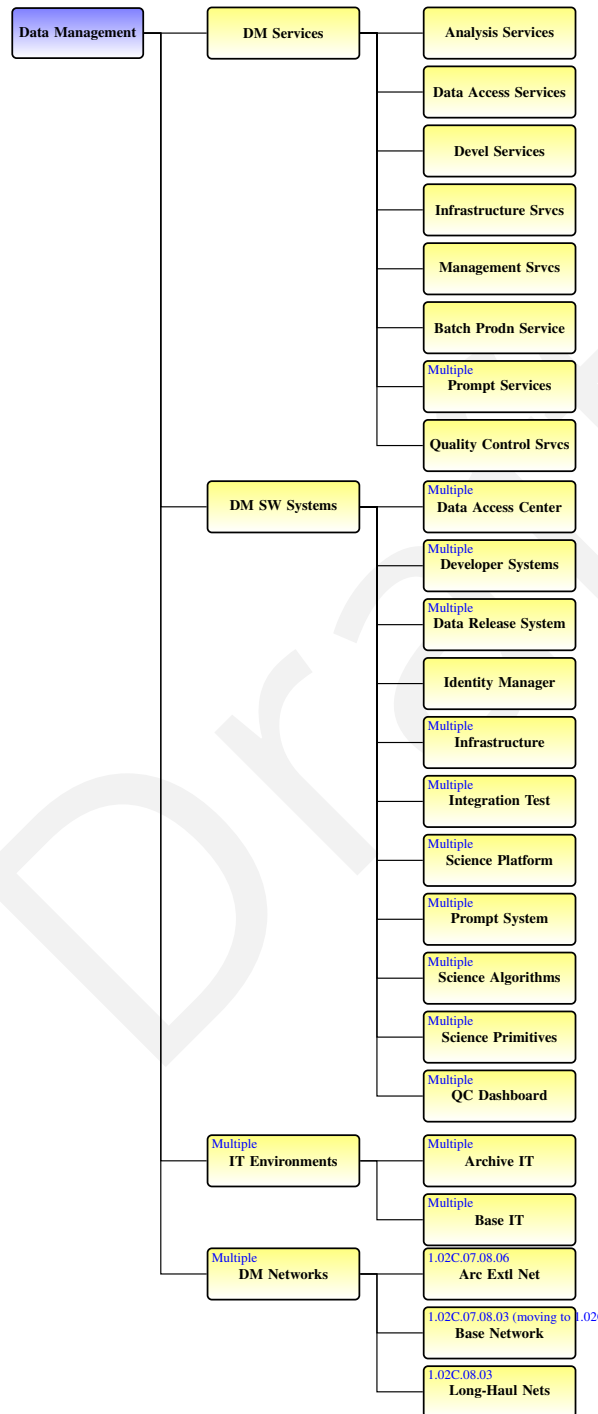 Data Management
DM Services
Analysis Services
Data Access Services
Devel Services
Infrastructure Srvcs
Management Srvcs
Batch Prodn Service
Multiple
Prompt Services
Quality Control Srvcs
DM SW Systems
Multiple
Data Access Center
Multiple
Developer Systems
Multiple
Data Release System
Identity Manager
Multiple
Infrastructure
Multiple
Integration Test
Multiple
Science Platform
Multiple
Prompt System
Multiple
Science Algorithms
Multiple
Science Primitives
Multiple
QC Dashboard
Multiple
IT Environments
Multiple
Archive IT
Multiple
Base IT
Multiple
DM Networks
1.02C.07.08.06
Arc Extl Net
1.02C.07.08.03 (moving to 1.02
Base Network
1.02C.08.03
Long-Haul Nets